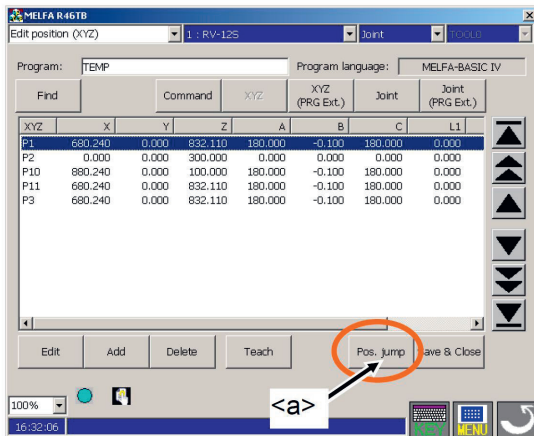 MELFA R46TB
Edit position (XYZ) 1 : RV-12S Joint TOOL0
Program: TEMP Program language: MELFA-BASIC IV
Find Command XYZ XYZ (PRG Ext.) Joint Joint (PRG Ext.)
XYZ X Y Z A B C L1
P1 680.240 0.000 832.110 180.000 -0.100 180.000 0.000
P2 0.000 0.000 300.000 0.000 0.000 0.000 0.000
P10 880.240 0.000 100.000 180.000 -0.100 180.000 0.000
P11 680.240 0.000 832.110 180.000 -0.100 180.000 0.000
P3 680.240 0.000 832.110 180.000 -0.100 180.000 0.000
Edit Add Delete Teach Pos. jump Save & Close
<a>
100%
16:32:06 KEY MENU